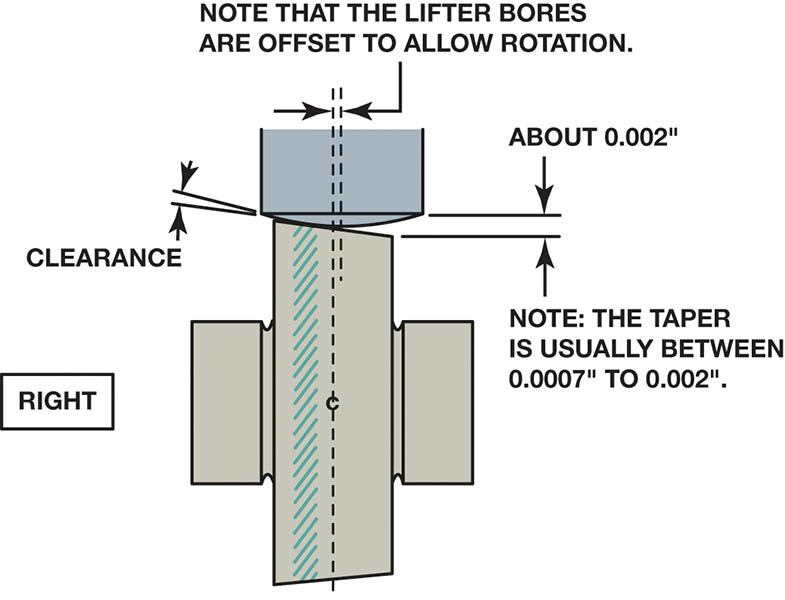 NOTE THAT THE LIFTER BORES
ARE OFFSET TO ALLOW ROTATION.
ABOUT 0.002"
CLEARANCE
NOTE: THE TAPER
IS USUALLY BETWEEN
0.0007" TO 0.002".
RIGHT
C